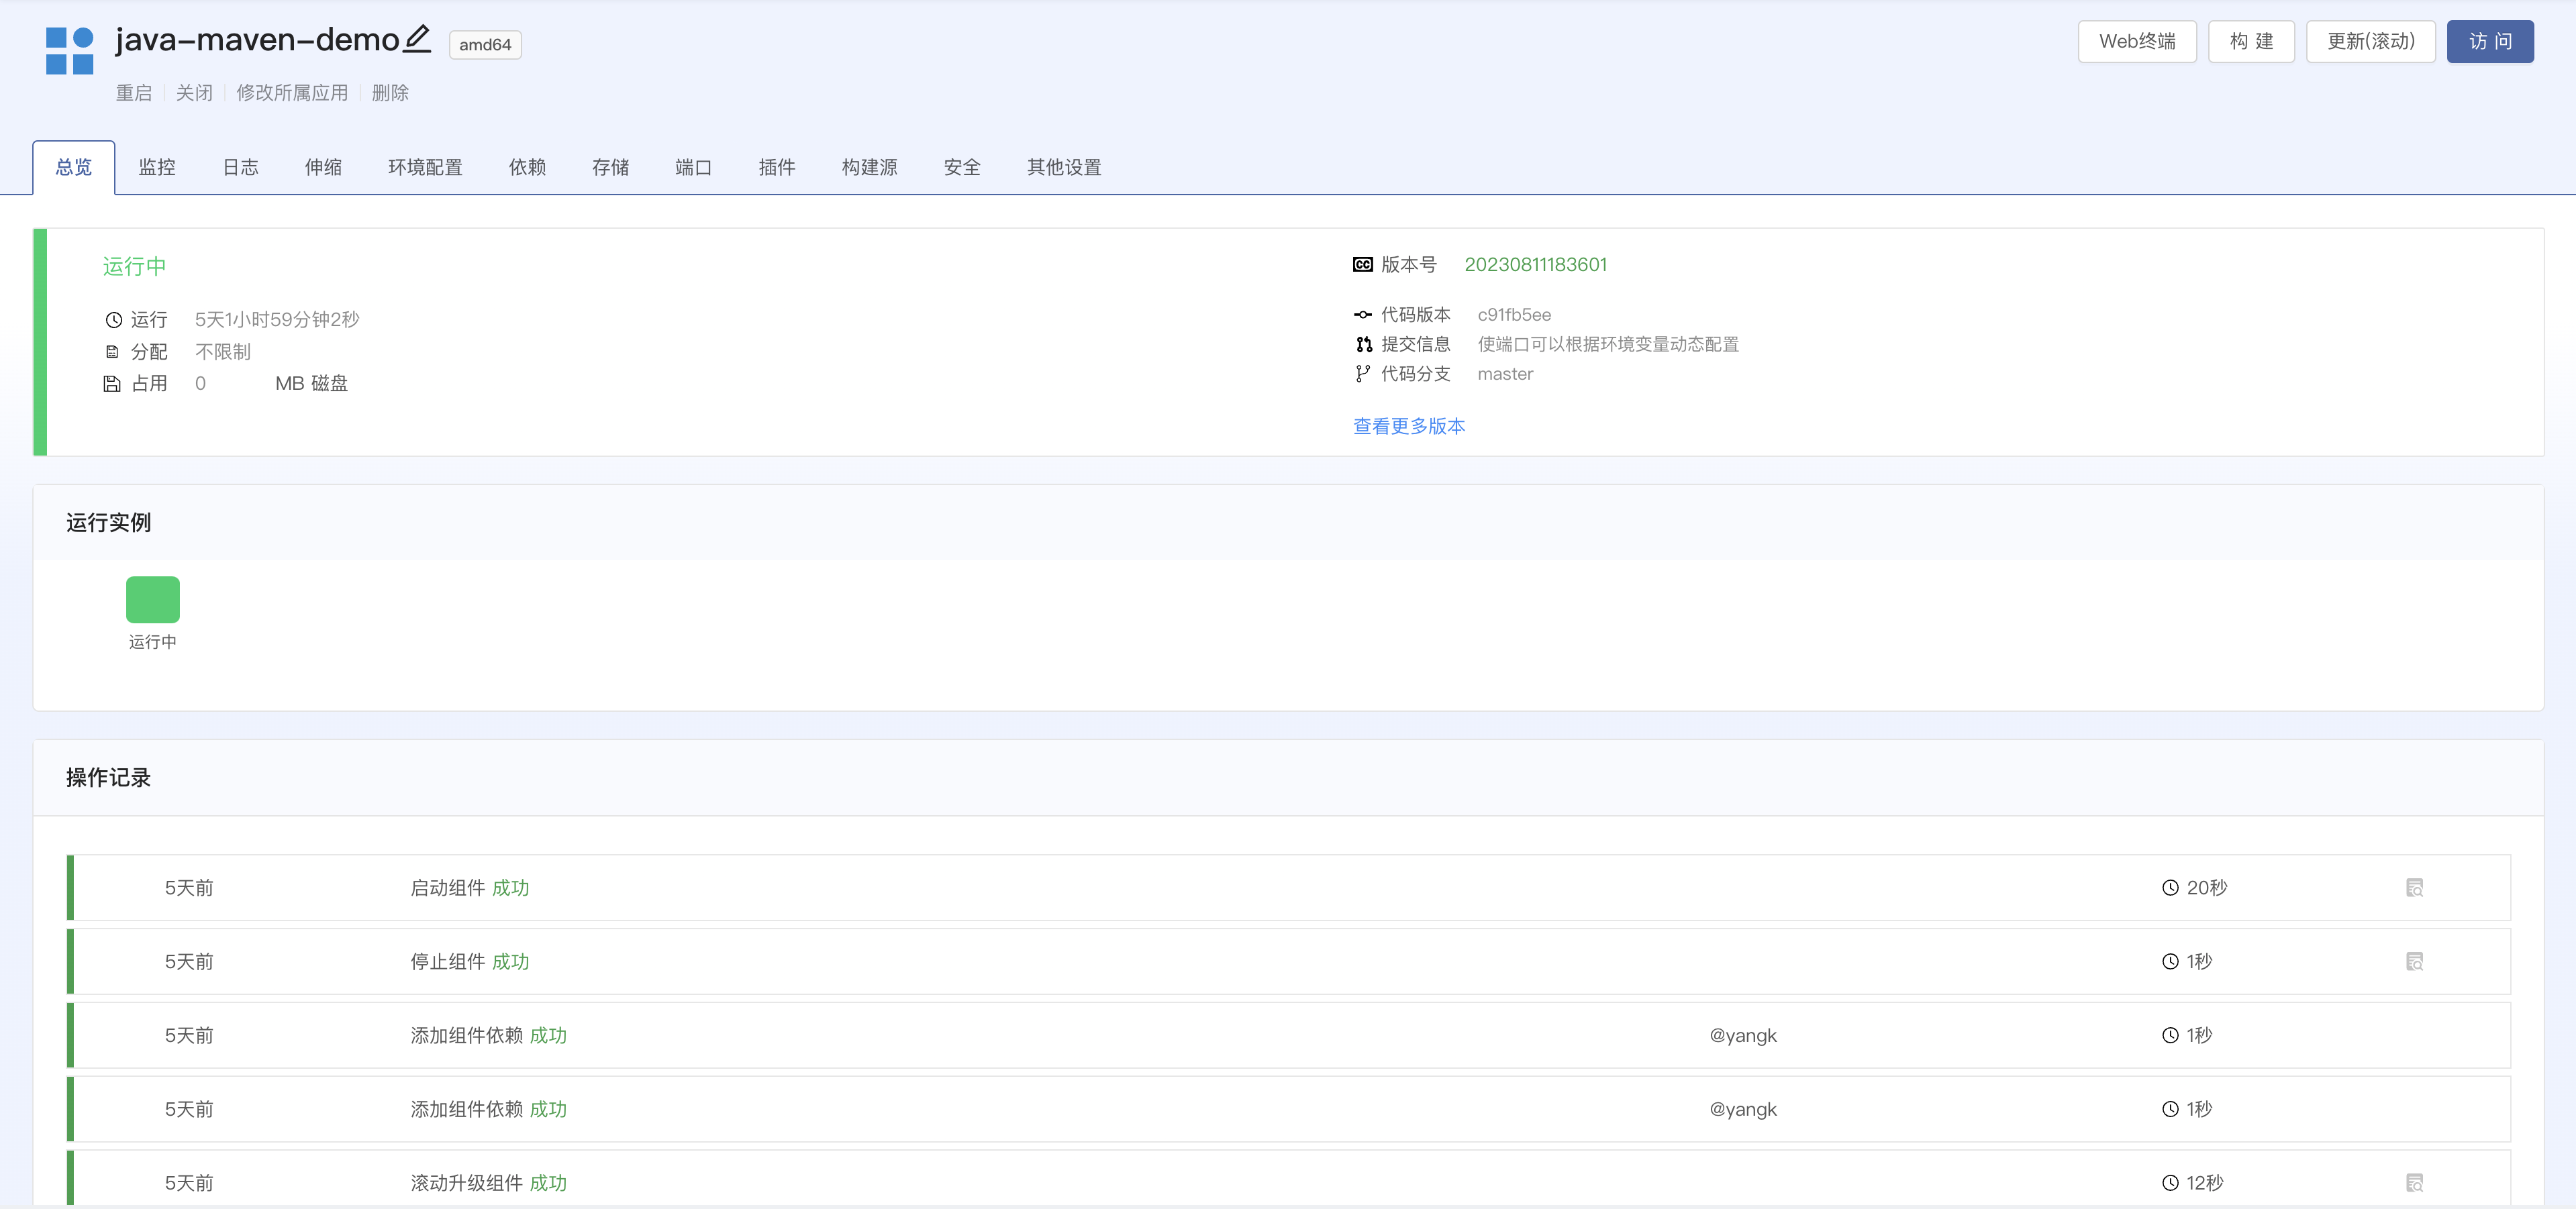 java-maven-demo amd64
Web终端 构 建 更新(滚动) 访 问
重启 关闭 修改所属应用 删除
总览 监控 日志 伸缩 环境配置 依赖 存储 端口 插件 构建源 安全 其他设置
运行中
运行 5天1小时59分钟2秒
分配 不限制
占用 0 MB 磁盘
版本号 20230811183601
代码版本 c91fb5ee
提交信息 使端口可以根据环境变量动态配置
代码分支 master
查看更多版本
运行实例
运行中
操作记录
5天前 启动组件 成功 20秒
5天前 停止组件 成功 1秒
5天前 添加组件依赖 成功 @yangk 1秒
5天前 添加组件依赖 成功 @yangk 1秒
5天前 滚动升级组件 成功 12秒